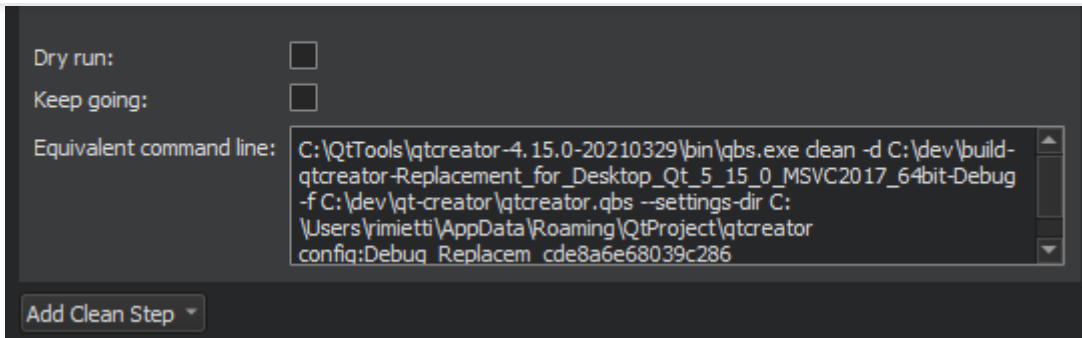 Dry run:
Keep going:
Equivalent command line:
C:\QtTools\qtcreator-4.15.0-20210329\bin\qbs.exe clean -d C:\dev\build-
qtcreator-Replacement_for_Desktop_Qt_5_15_0_MSVC2017_64bit-Debug
-f C:\dev\qt-creator\qtcreator.qbs --settings-dir C:
\Users\rimietti\AppData\Roaming\QtProject\qtcreator
config:Debug_Replacem_cde8a6e68039c286
Add Clean Step